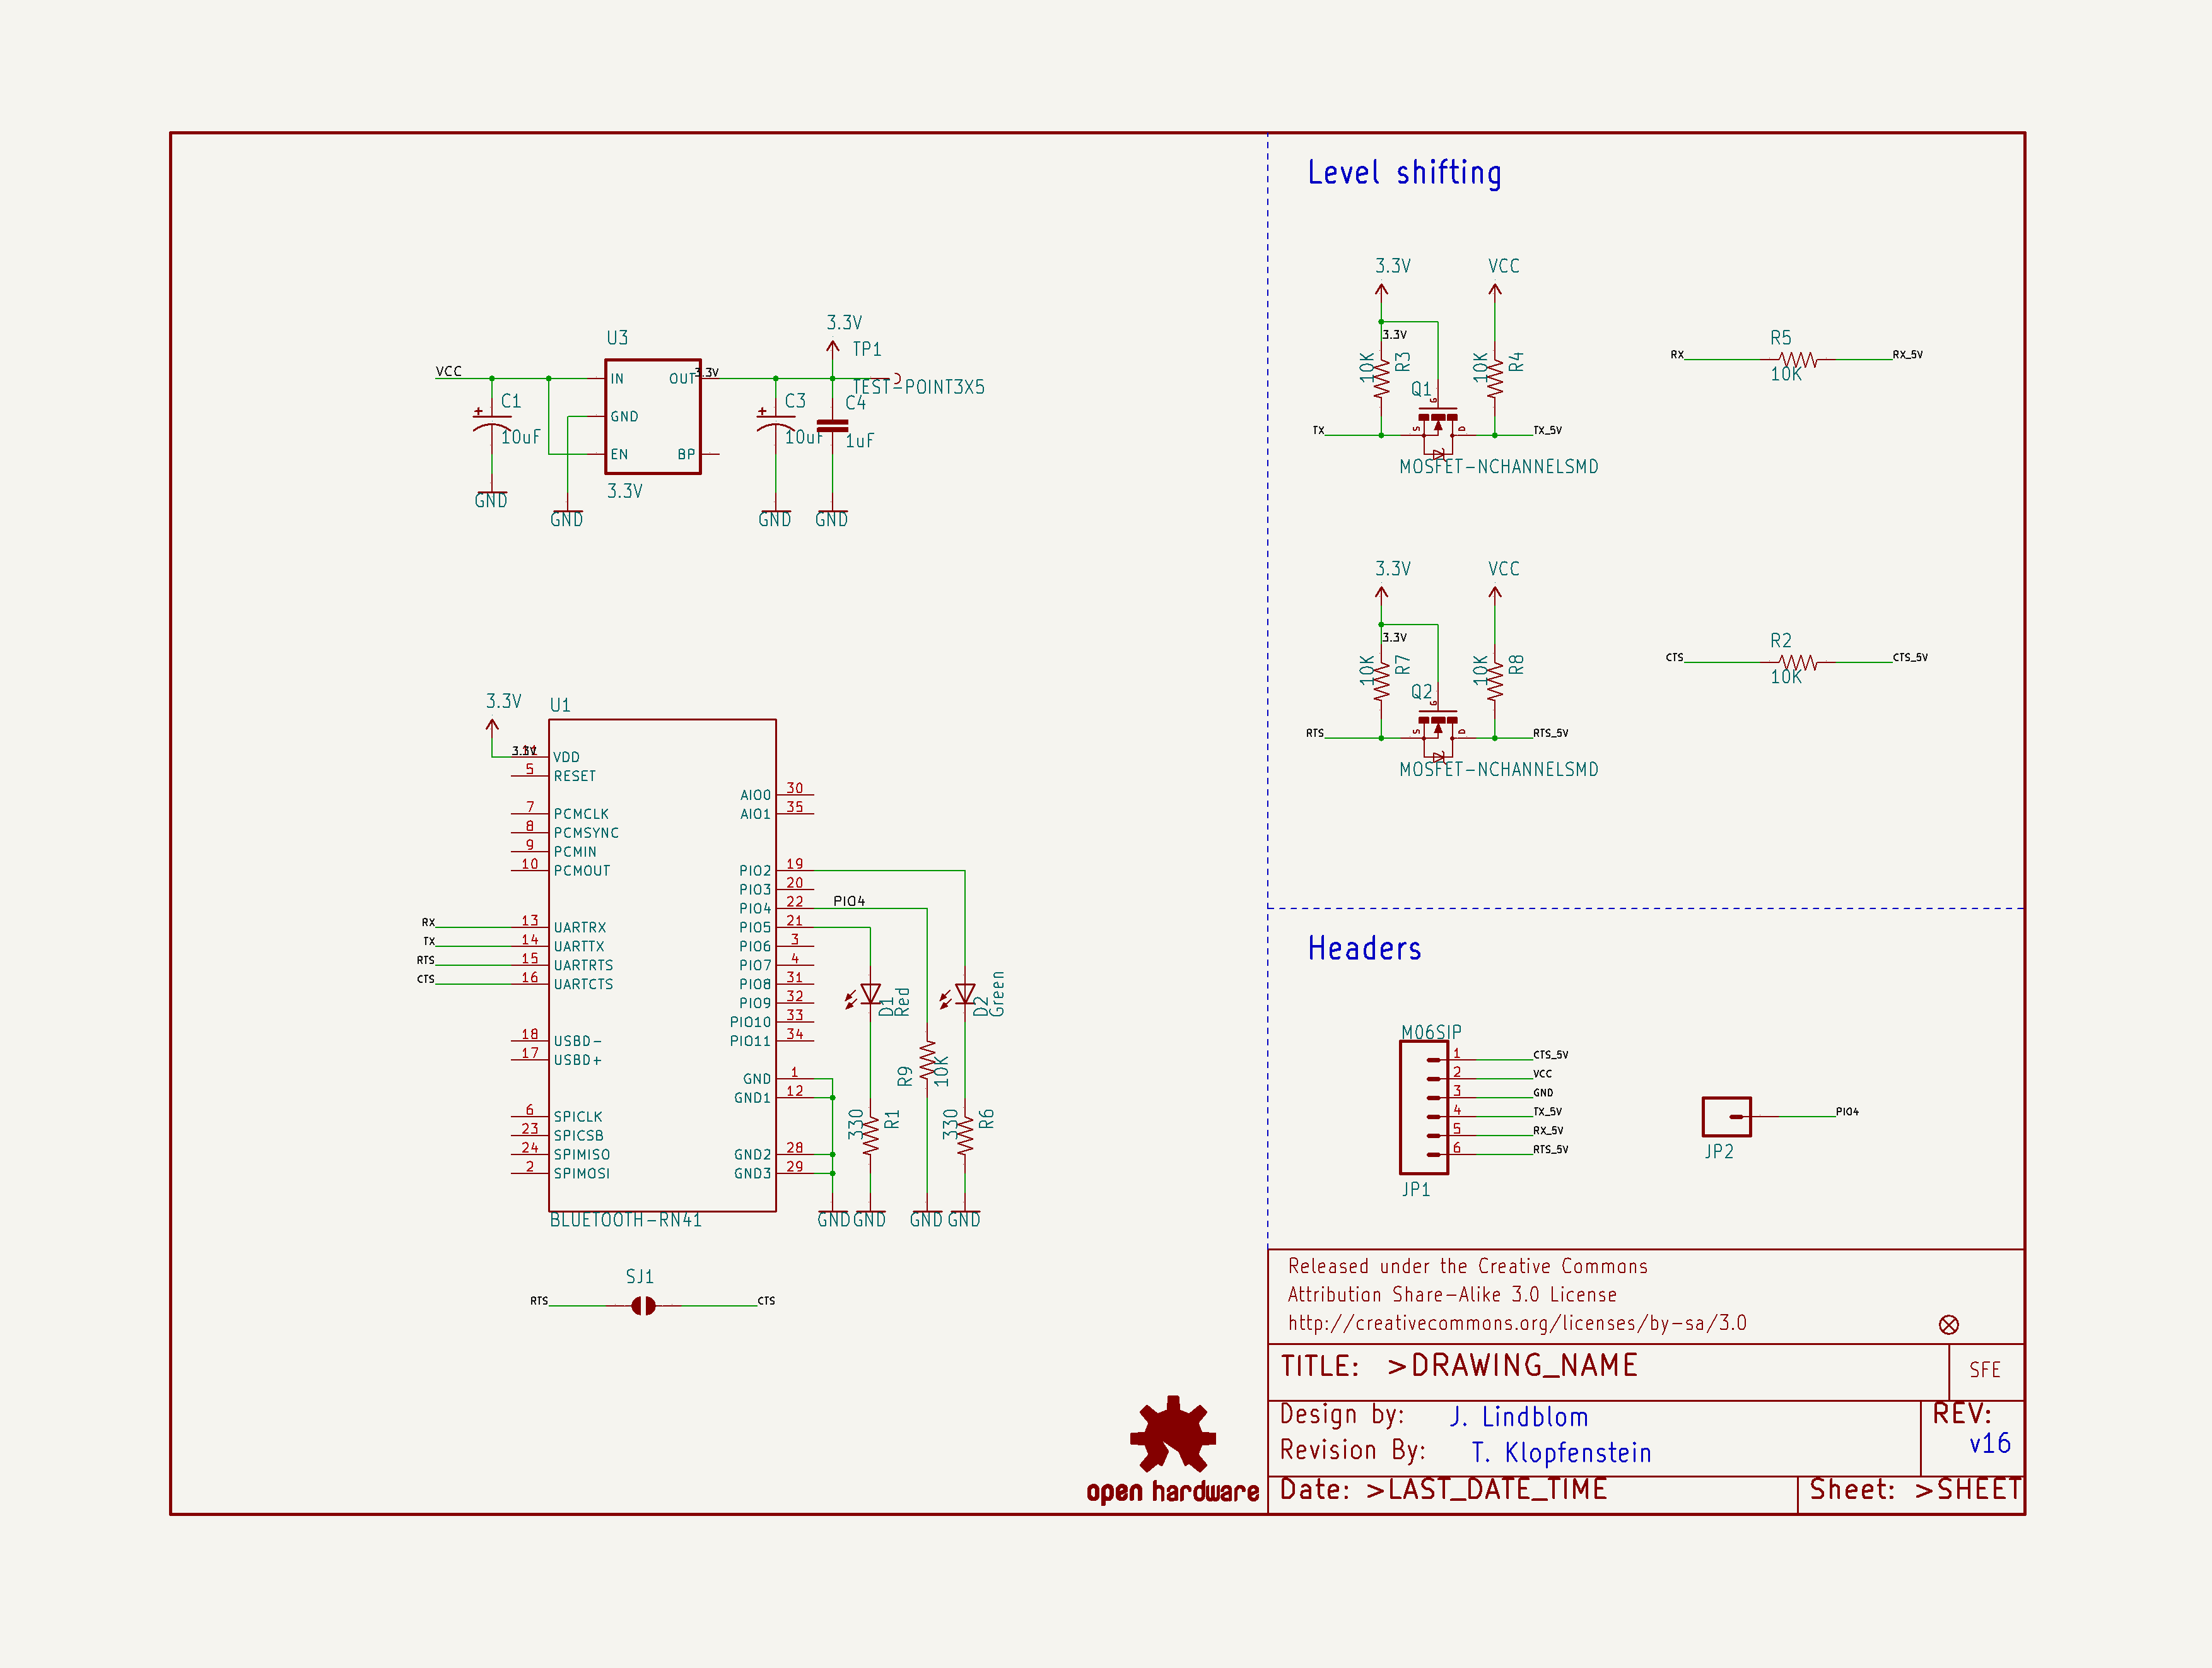 Level shifting
3.3V
VCC
3.3V
10K
R3
10K
R4
Q1
G
S
D
TX
TX_5V
MOSFET-NCHANNELSMD
RX
R5
10K
RX_5V
3.3V
VCC
3.3V
10K
R7
10K
R8
Q2
G
S
D
RTS
RTS_5V
MOSFET-NCHANNELSMD
CTS
R2
10K
CTS_5V
VCC
U3
IN
OUT
GND
EN
BP
3.3V
3.3V
3.3V
TP1
TEST-POINT3X5
C1
10uF
C3
10uF
C4
1uF
GND
GND
GND
GND
3.3V
U1
3.3V
11
VDD
5
RESET
7
PCMCLK
8
PCMSYNC
9
PCMIN
10
PCMOUT
RX
13
UARTRX
TX
14
UARTTX
RTS
15
UARTRTS
CTS
16
UARTCTS
18
USBD-
17
USBD+
6
SPICLK
23
SPICSB
24
SPIMISO
2
SPIMOSI
AIO0
30
AIO1
35
PIO2
19
PIO3
20
PIO4
22
PIO4
PIO5
21
PIO6
3
PIO7
4
PIO8
31
PIO9
32
PIO10
33
PIO11
34
GND
1
GND1
12
GND2
28
GND3
29
D1
Red
D2
Green
R9
10K
330
R1
330
R6
GND
GND
GND
GND
BLUETOOTH-RN41
SJ1
RTS
CTS
Headers
M06SIP
1
CTS_5V
2
VCC
3
GND
4
TX_5V
5
RX_5V
6
RTS_5V
JP1
PIO4
JP2
Released under the Creative Commons
Attribution Share-Alike 3.0 License
http://creativecommons.org/licenses/by-sa/3.0
TITLE: >DRAWING_NAME
SFE
Design by: J. Lindblom
Revision By: T. Klopfenstein
REV:
v16
Date: >LAST_DATE_TIME
Sheet: >SHEET
open hardware